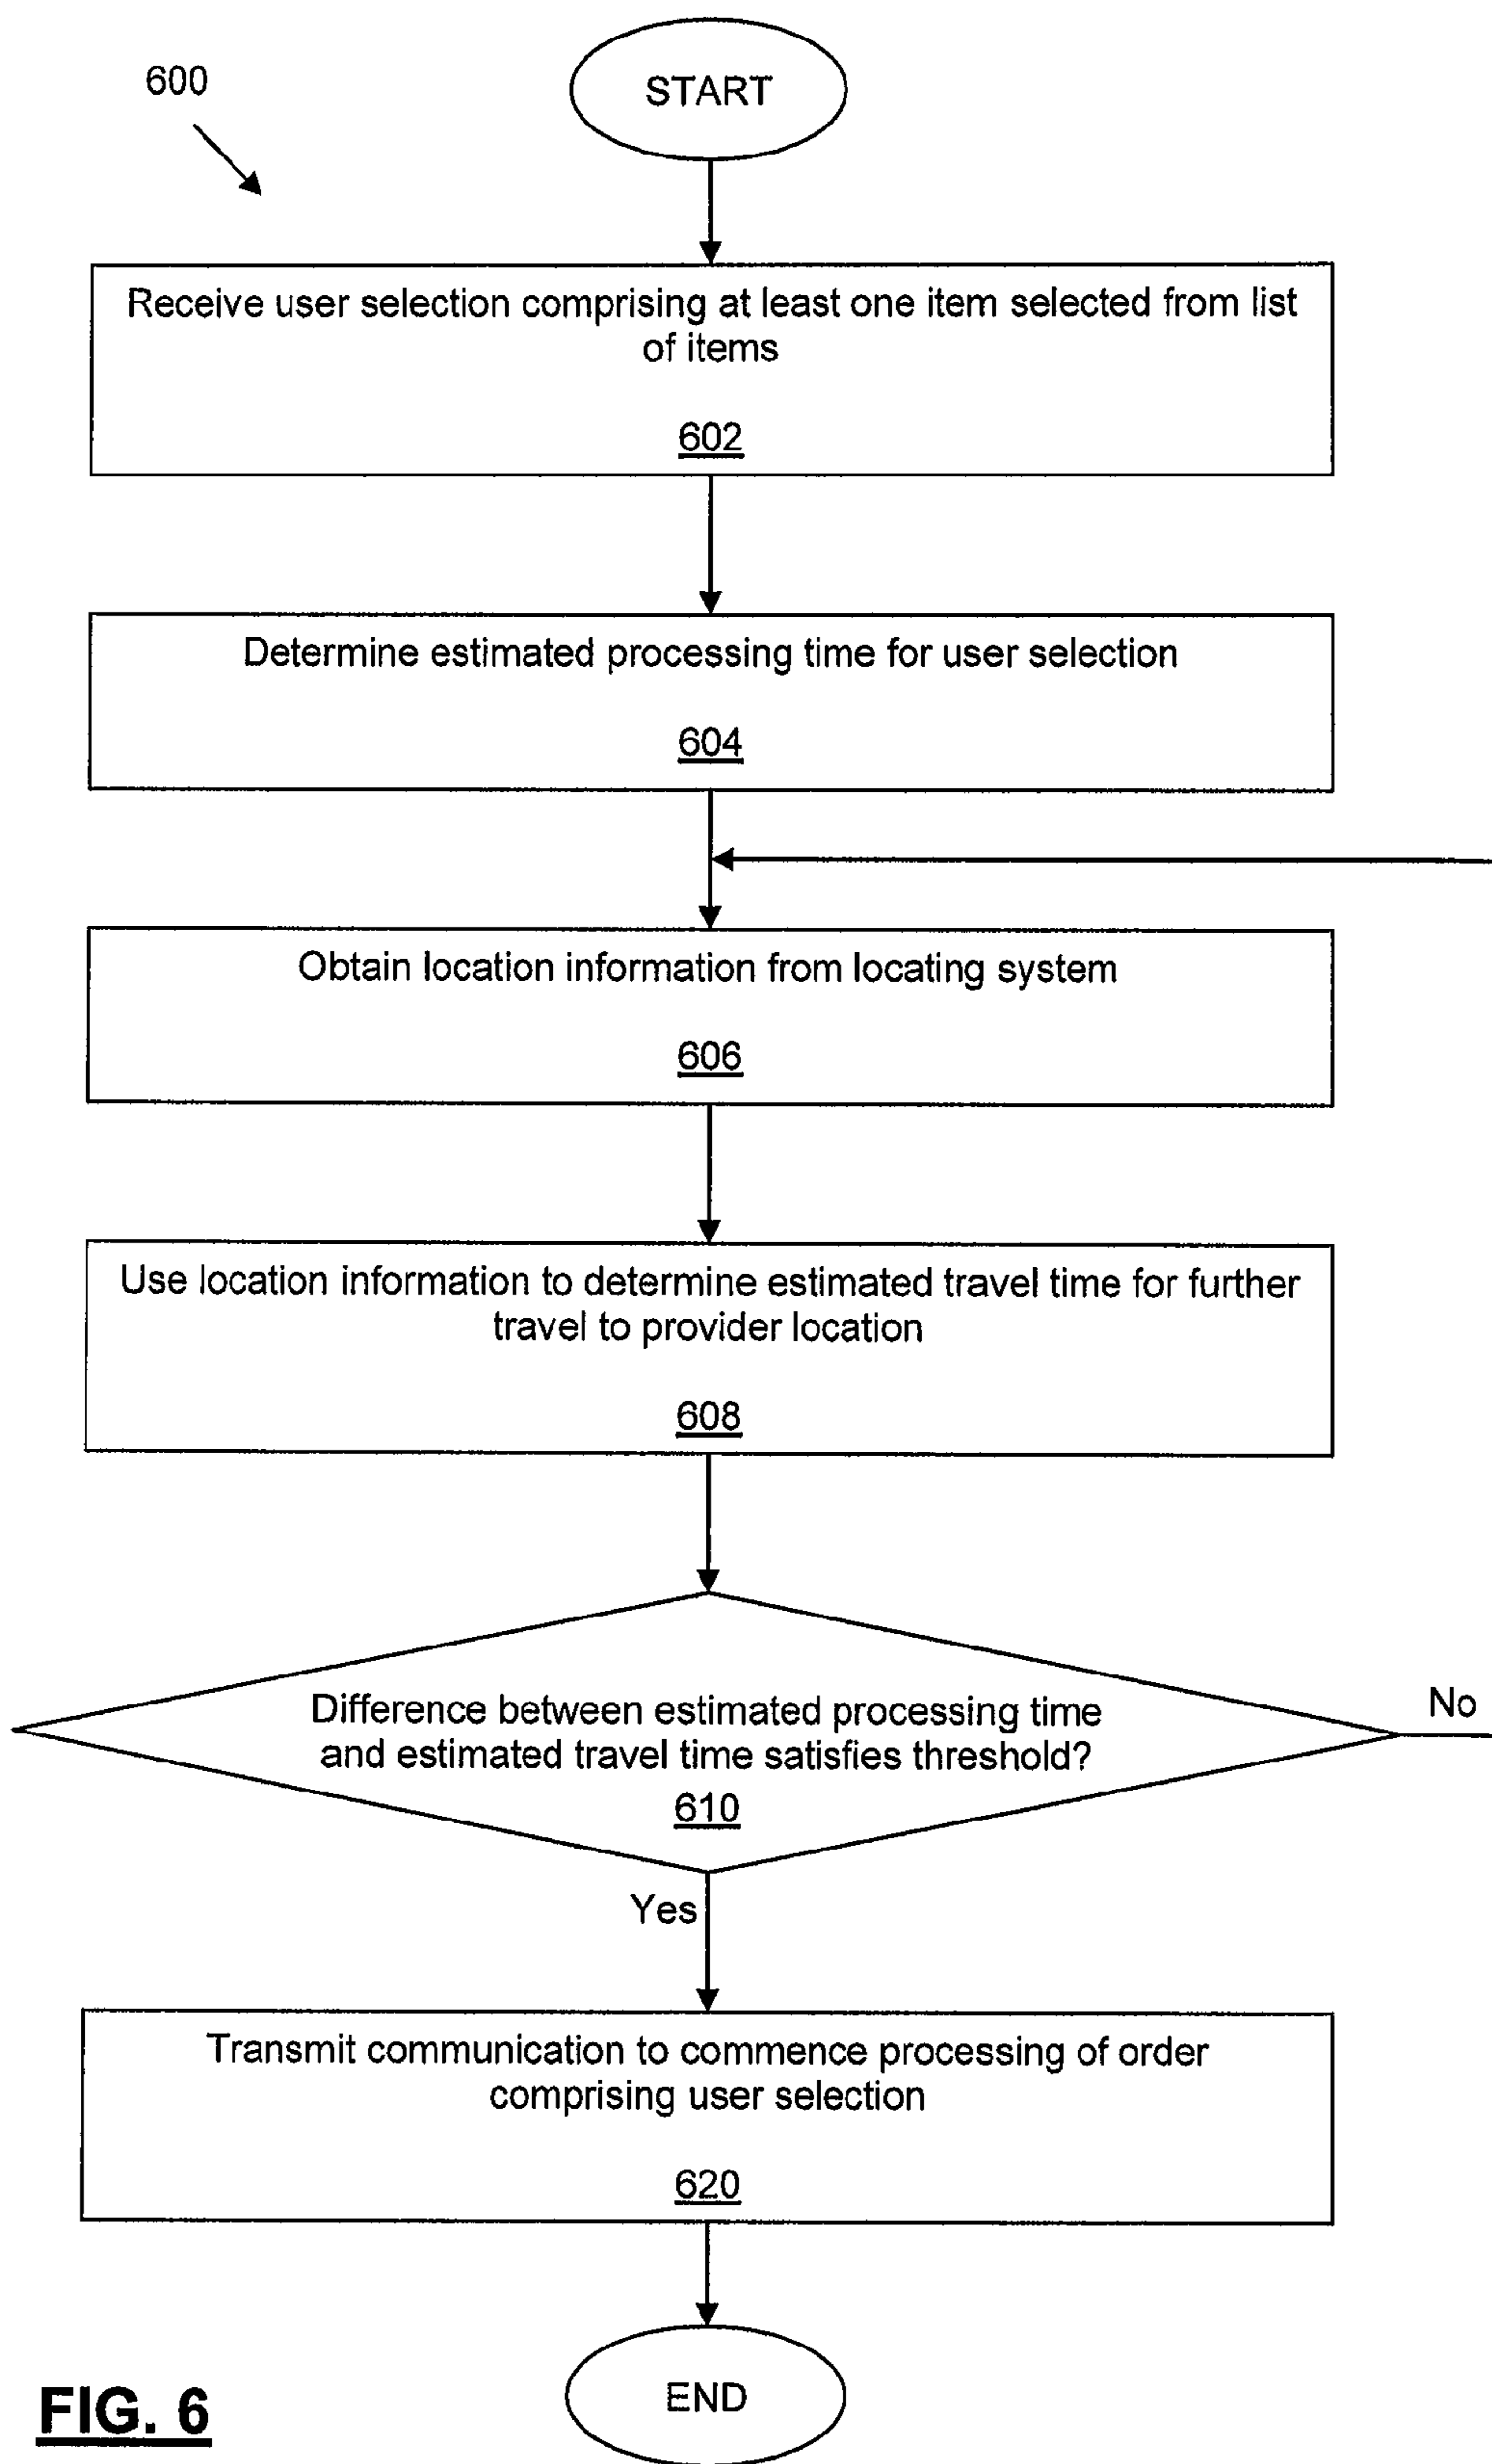 600
START
Receive user selection comprising at least one item selected from list
of items
602
Determine estimated processing time for user selection
604
Obtain location information from locating system
606
Use location information to determine estimated travel time for further
travel to provider location
608
Difference between estimated processing time
and estimated travel time satisfies threshold?
610
No
Yes
Transmit communication to commence processing of order
comprising user selection
620
END
FIG. 6